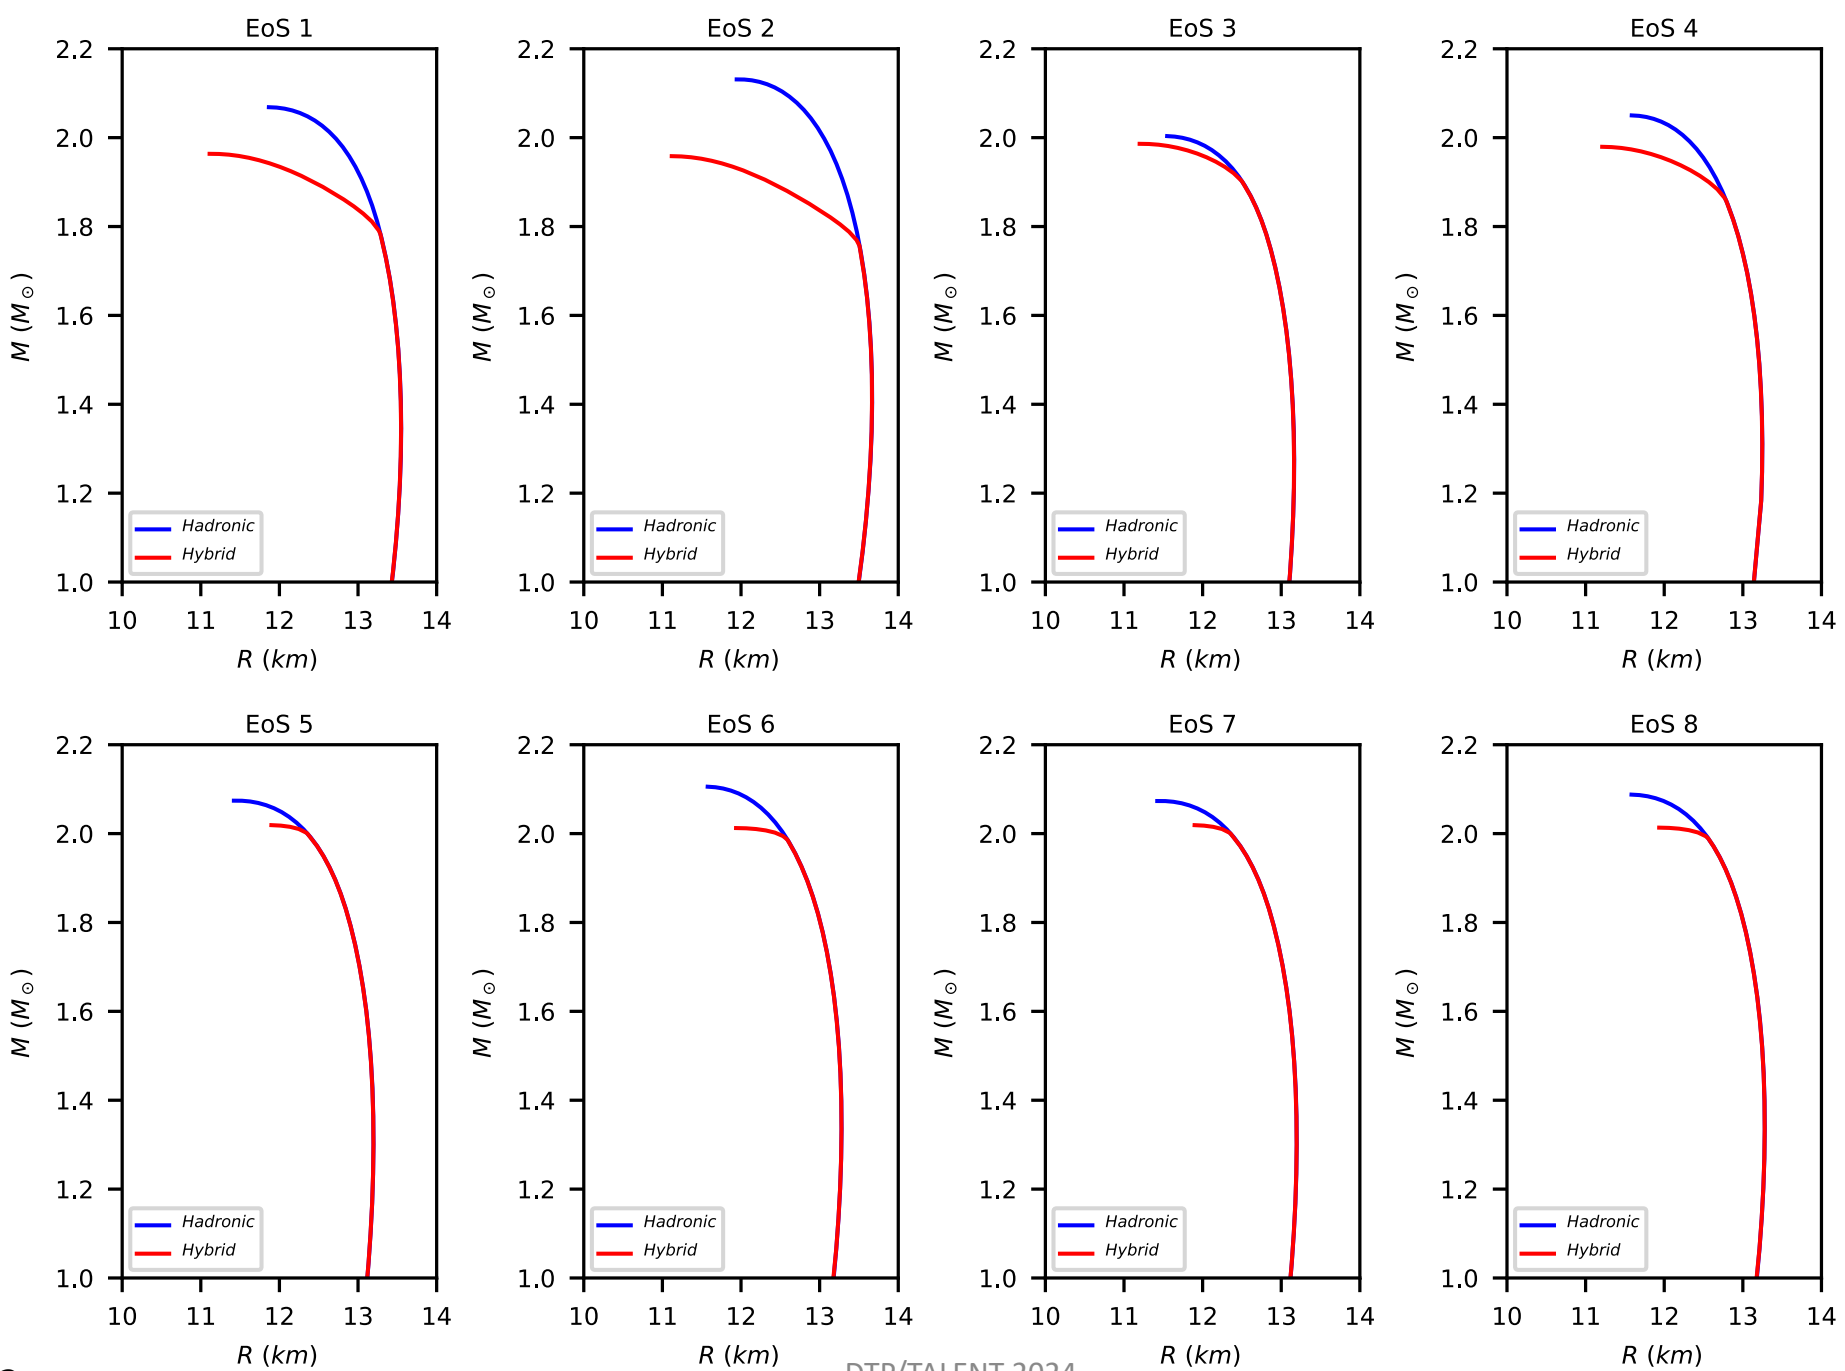 EoS 1
2.2
2.0
1.8
1.6
1.4
1.2
1.0
M (M⊙)
Hadronic
Hybrid
10 11 12 13 14
R (km)
EoS 2
2.2
2.0
1.8
1.6
1.4
1.2
1.0
M (M⊙)
Hadronic
Hybrid
10 11 12 13 14
R (km)
EoS 3
2.2
2.0
1.8
1.6
1.4
1.2
1.0
M (M⊙)
Hadronic
Hybrid
10 11 12 13 14
R (km)
EoS 4
2.2
2.0
1.8
1.6
1.4
1.2
1.0
M (M⊙)
Hadronic
Hybrid
10 11 12 13 14
R (km)
EoS 5
2.2
2.0
1.8
1.6
1.4
1.2
1.0
M (M⊙)
Hadronic
Hybrid
10 11 12 13 14
R (km)
EoS 6
2.2
2.0
1.8
1.6
1.4
1.2
1.0
M (M⊙)
Hadronic
Hybrid
10 11 12 13 14
R (km)
EoS 7
2.2
2.0
1.8
1.6
1.4
1.2
1.0
M (M⊙)
Hadronic
Hybrid
10 11 12 13 14
R (km)
EoS 8
2.2
2.0
1.8
1.6
1.4
1.2
1.0
M (M⊙)
Hadronic
Hybrid
10 11 12 13 14
R (km)
DTP/TALENT 2024